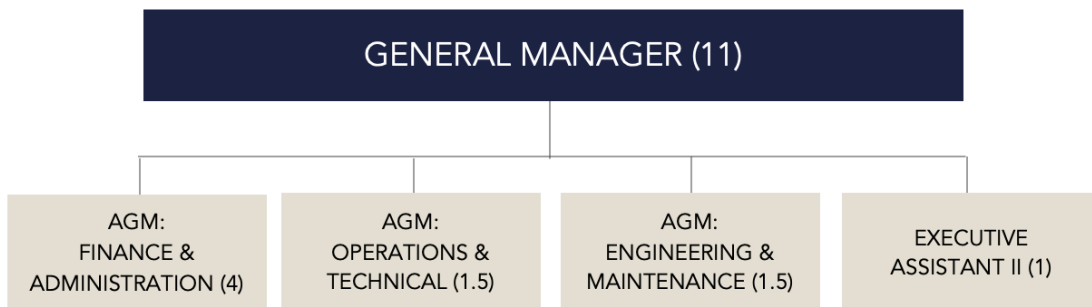 GENERAL MANAGER (11)
AGM:
FINANCE &
ADMINISTRATION (4)
AGM:
OPERATIONS &
TECHNICAL (1.5)
AGM:
ENGINEERING &
MAINTENANCE (1.5)
EXECUTIVE
ASSISTANT II (1)